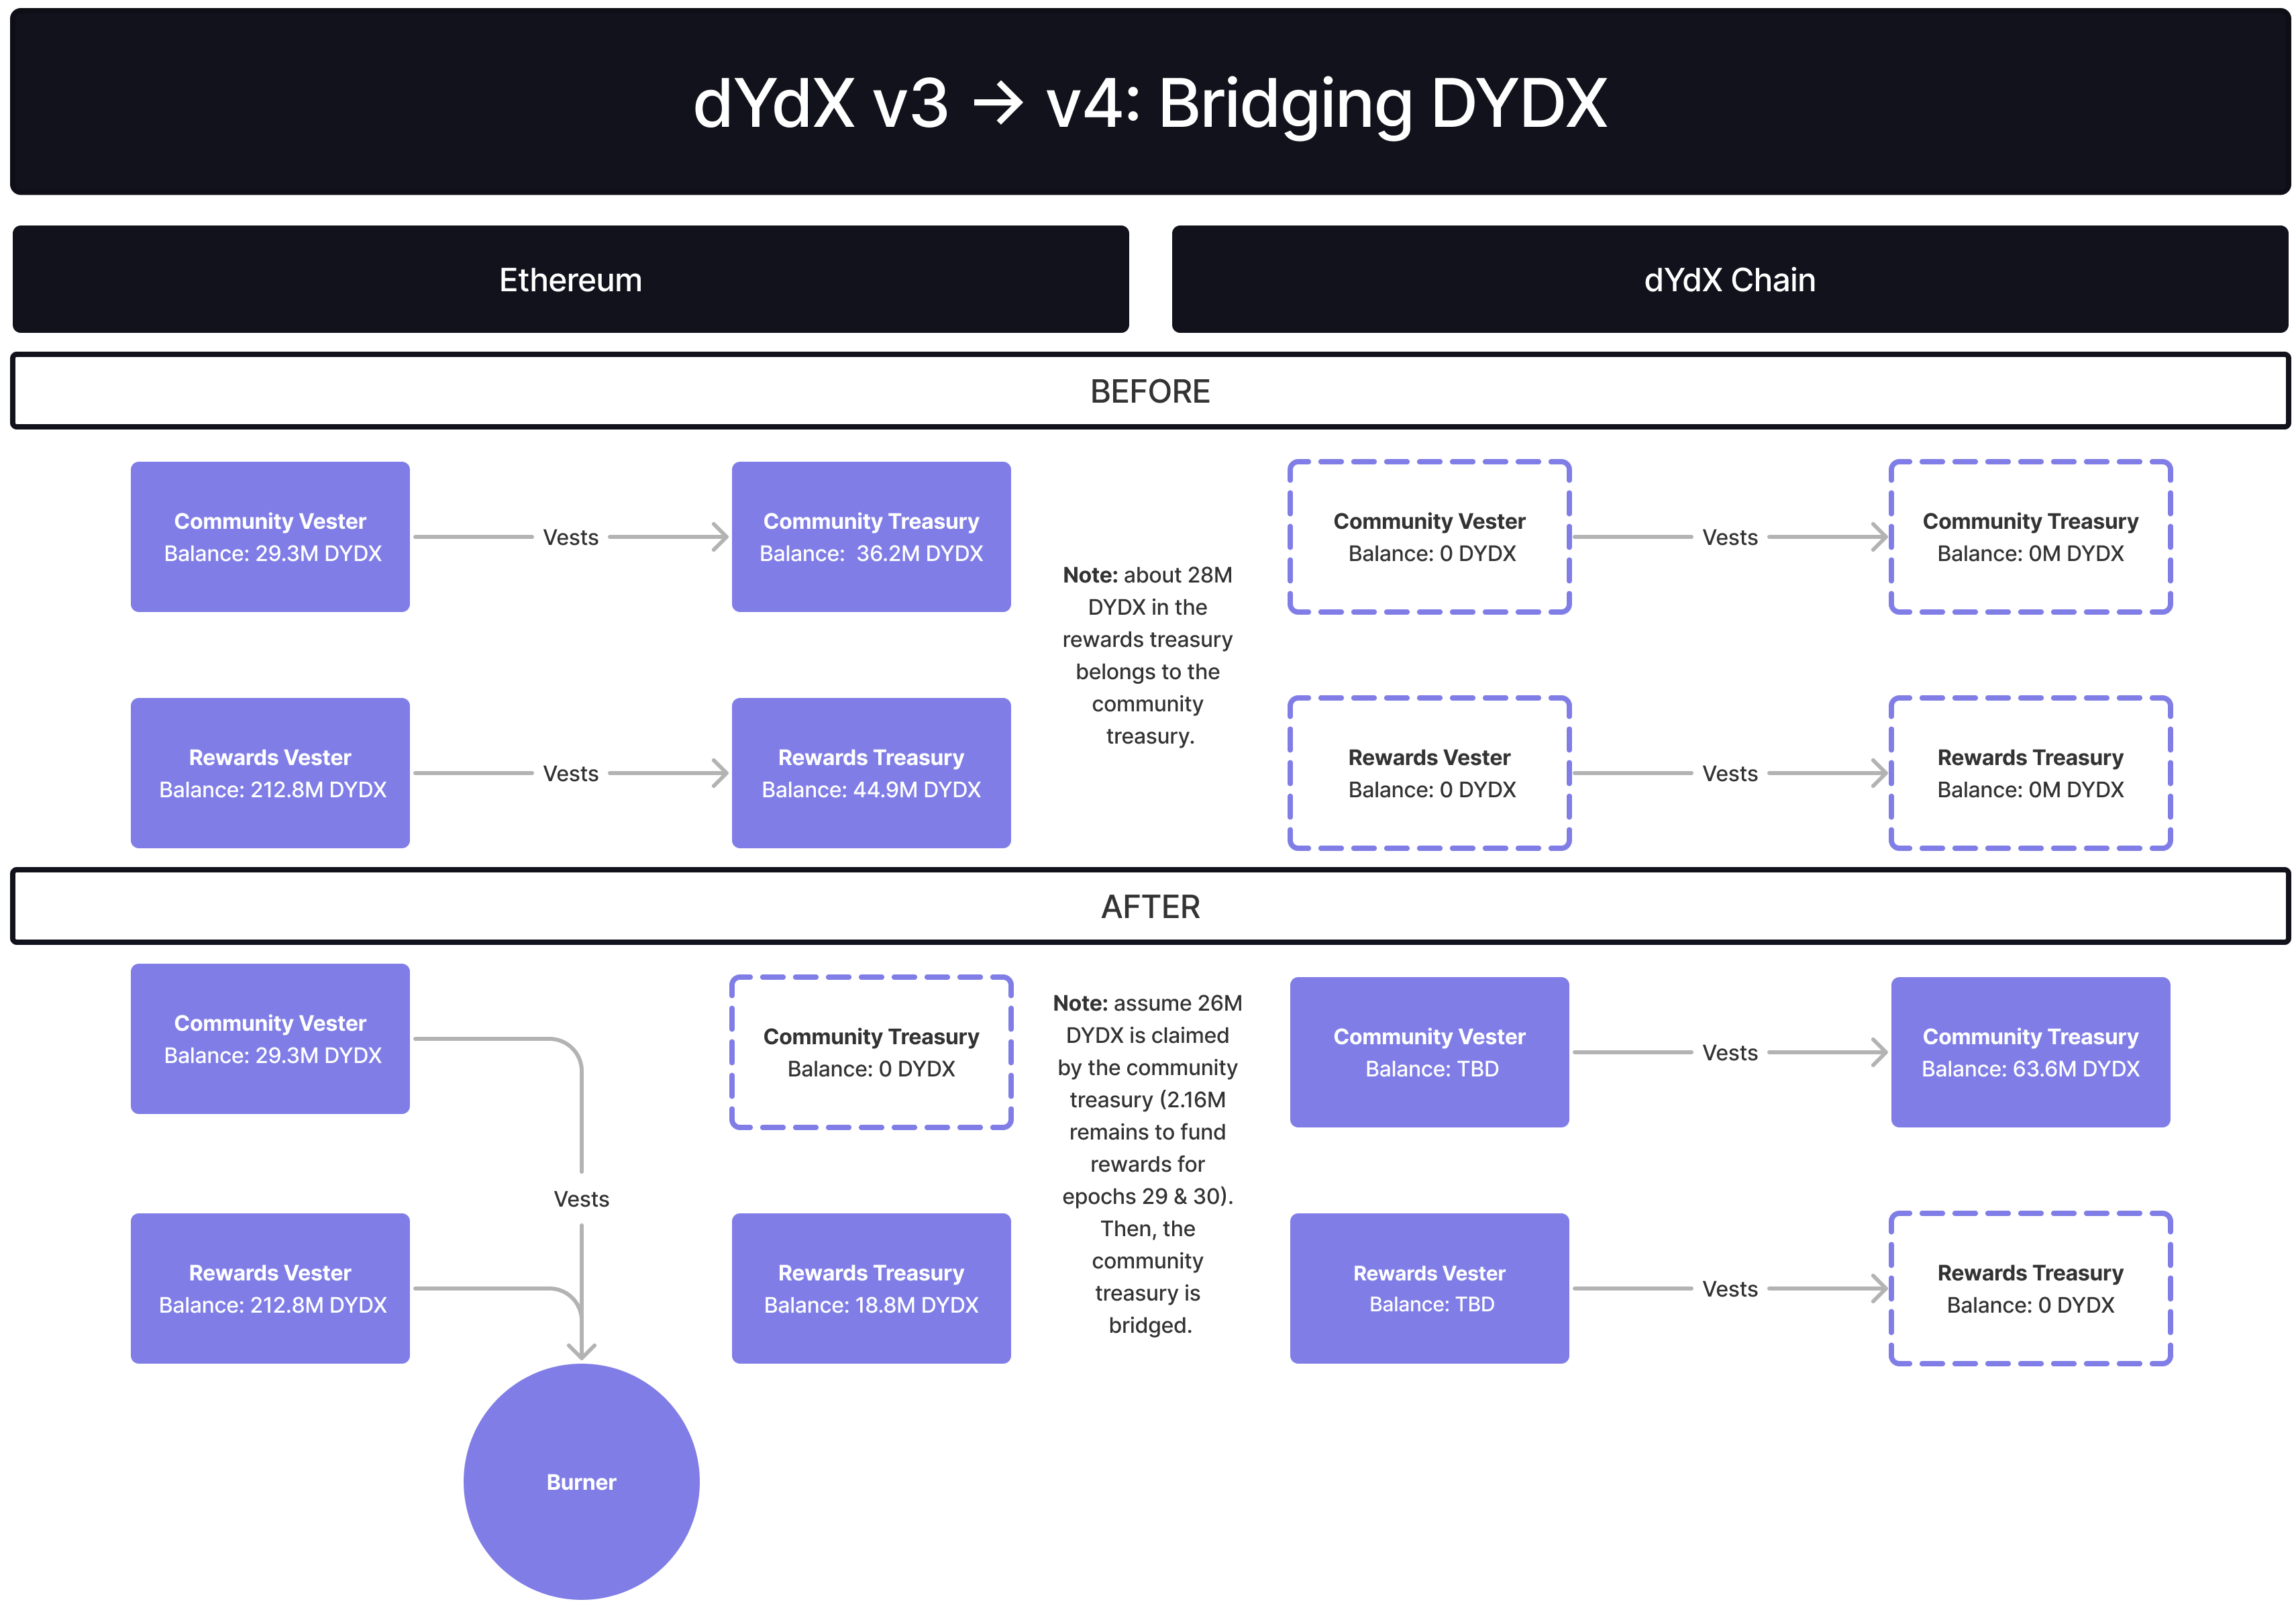 dYdX v3 → v4: Bridging DYDX
Ethereum
dYdX Chain
BEFORE
Community Vester
Balance: 29.3M DYDX
Vests
Community Treasury
Balance:  36.2M DYDX
Rewards Vester
Balance: 212.8M DYDX
Vests
Rewards Treasury
Balance: 44.9M DYDX
Note: about 28M
DYDX in the
rewards treasury
belongs to the
community
treasury.
Community Vester
Balance: 0 DYDX
Vests
Community Treasury
Balance: 0M DYDX
Rewards Vester
Balance: 0 DYDX
Vests
Rewards Treasury
Balance: 0M DYDX
AFTER
Community Vester
Balance: 29.3M DYDX
Community Treasury
Balance: 0 DYDX
Vests
Rewards Vester
Balance: 212.8M DYDX
Rewards Treasury
Balance: 18.8M DYDX
Burner
Note: assume 26M
DYDX is claimed
by the community
treasury (2.16M
remains to fund
rewards for
epochs 29 & 30).
Then, the
community
treasury is
bridged.
Community Vester
Balance: TBD
Vests
Community Treasury
Balance: 63.6M DYDX
Rewards Vester
Balance: TBD
Vests
Rewards Treasury
Balance: 0 DYDX